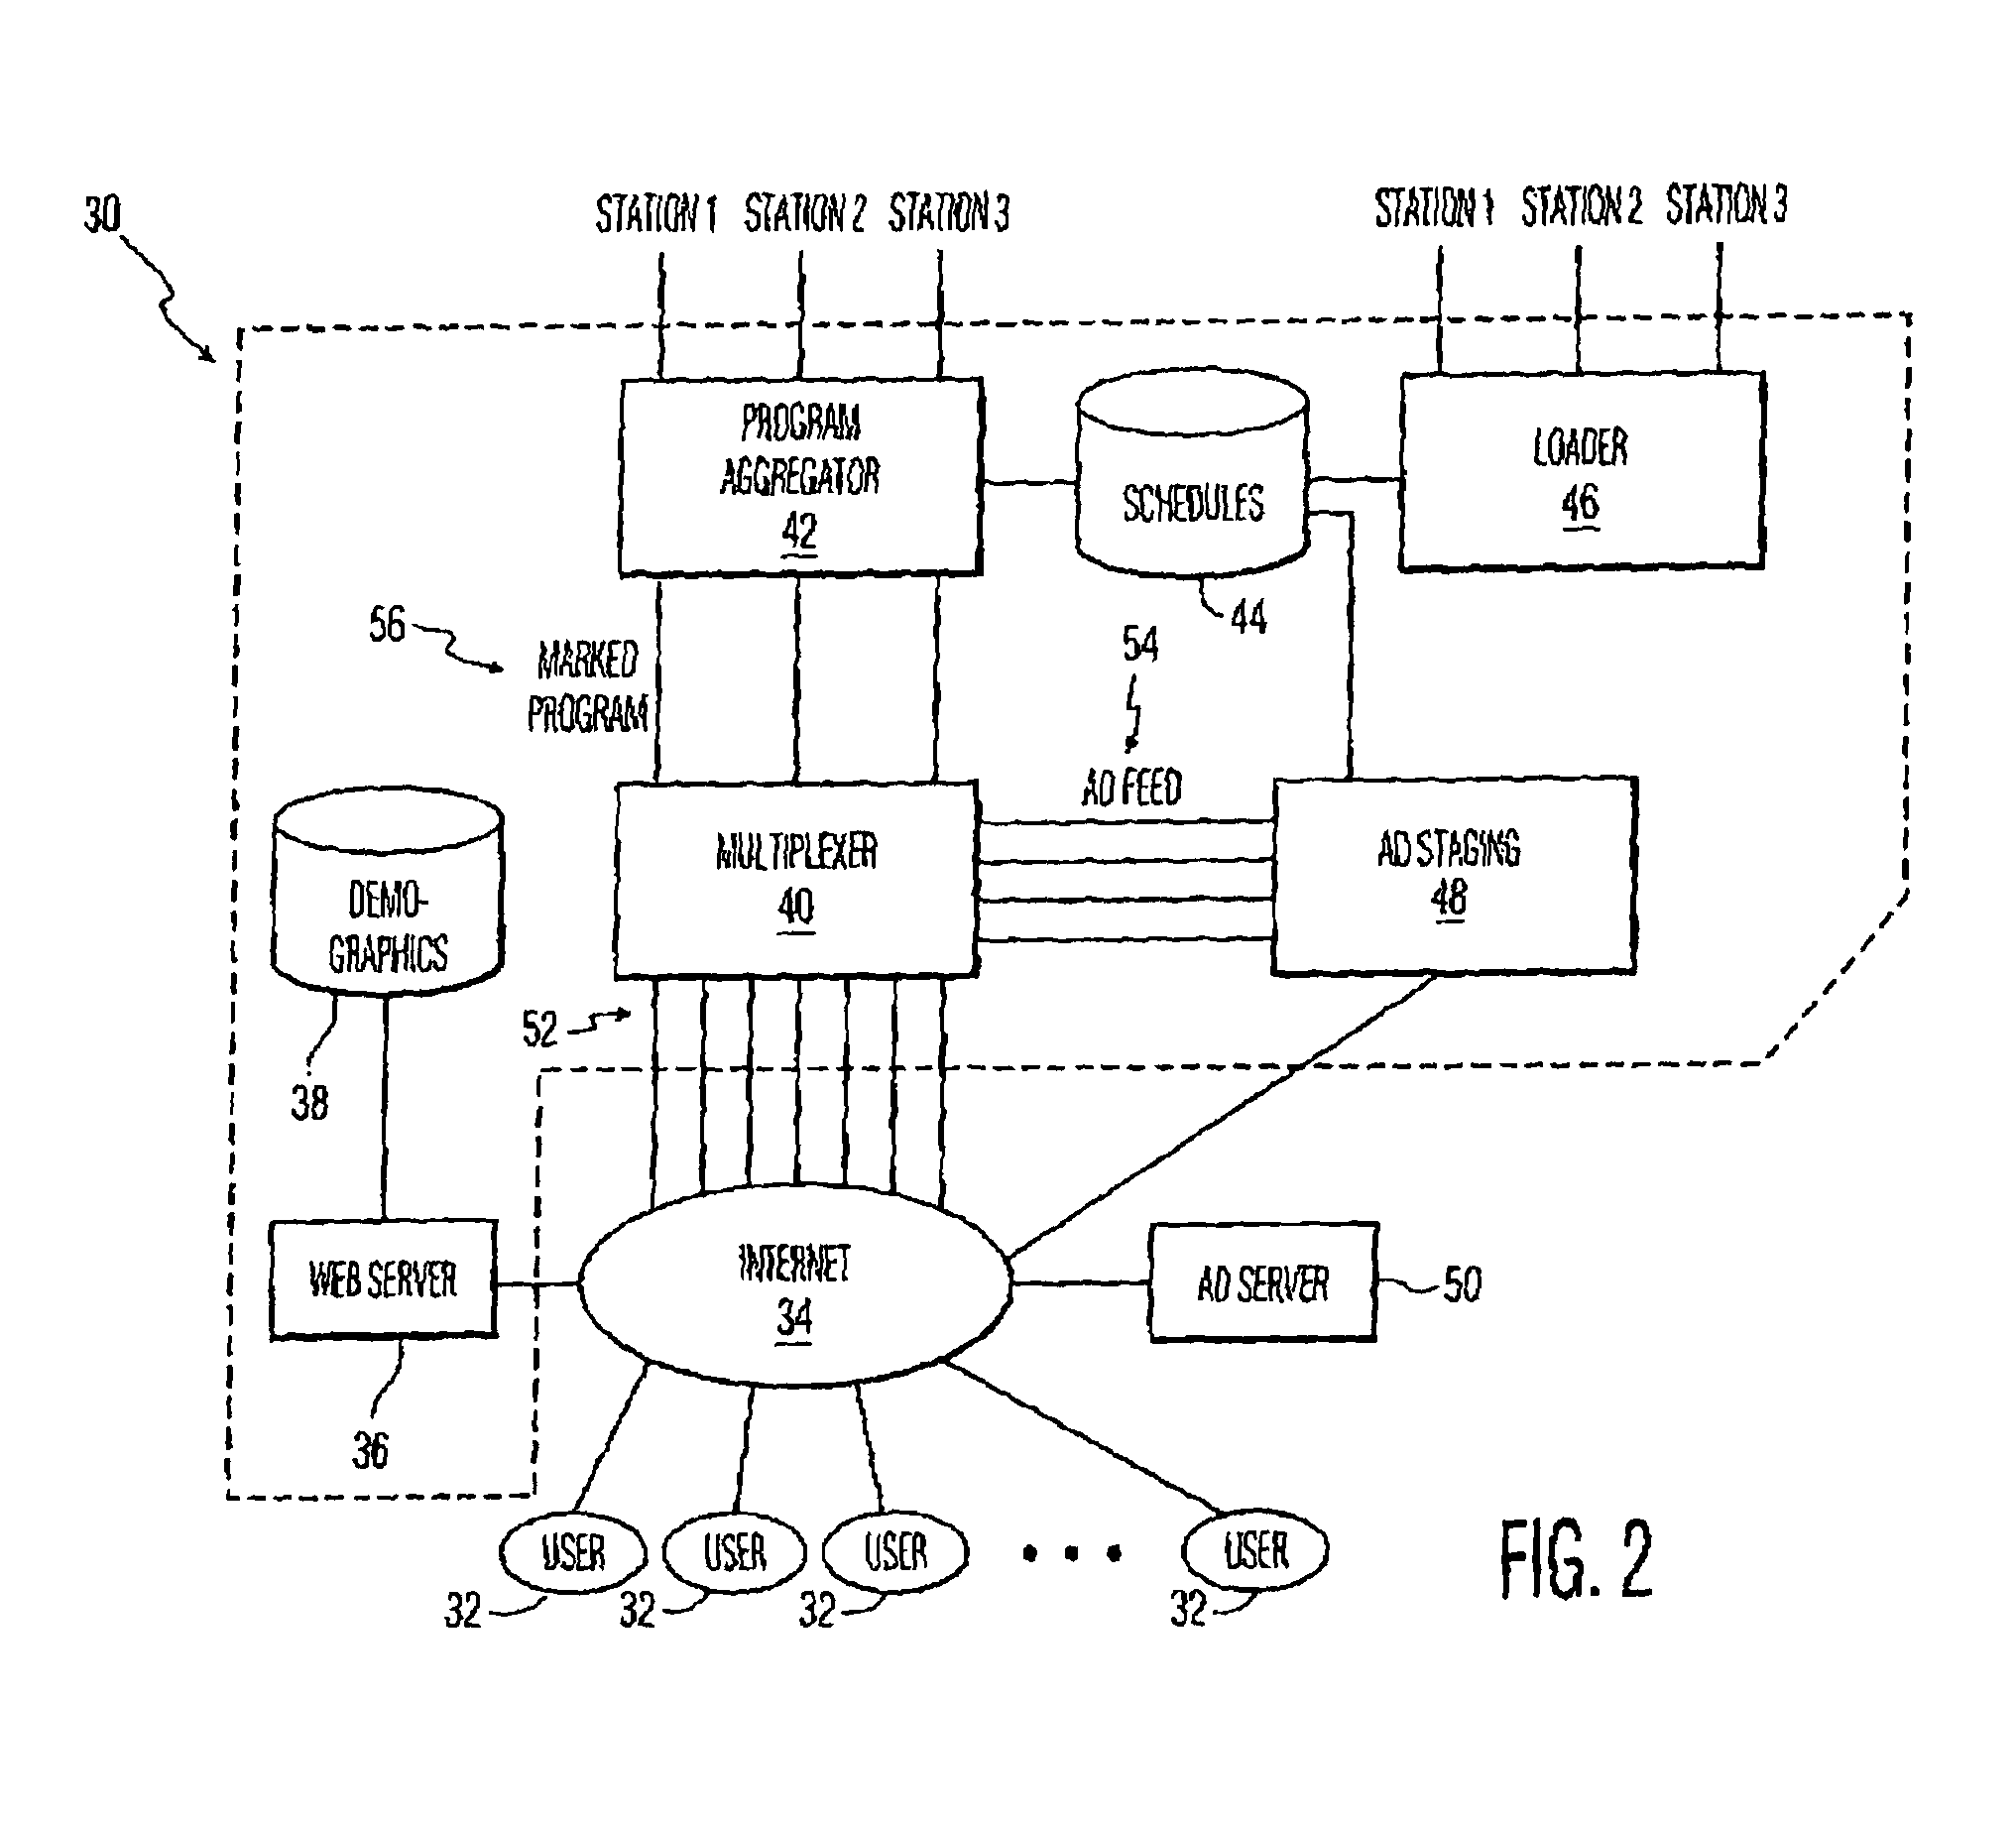 30
STATION 1 STATION 2 STATION 3
STATION 1 STATION 2 STATION 3
PROGRAM
AGGREGATOR
42
SCHEDULES
44
LOADER
46
56
MARKED
PROGRAM
54
AD FEED
DEMO-
GRAPHICS
38
MULTIPLEXER
40
AD STAGING
48
52
WEB SERVER
36
INTERNET
34
AD SERVER
50
USER USER USER • • • USER
32 32 32 32
FIG. 2